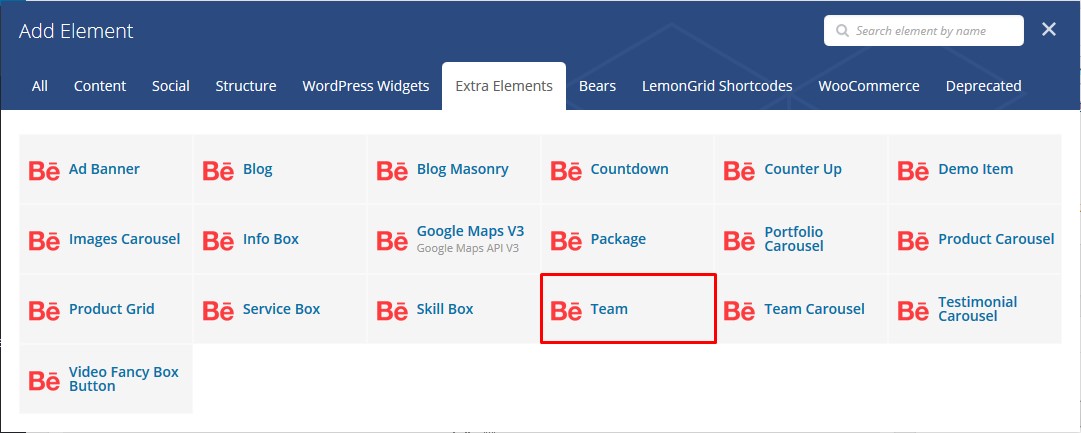 Add Element
Search element by name
All Content Social Structure WordPress Widgets Extra Elements Bears LemonGrid Shortcodes WooCommerce Deprecated
Bē Ad Banner Bē Blog Bē Blog Masonry Bē Countdown Bē Counter Up Bē Demo Item
Bē Images Carousel Bē Info Box Bē Google Maps V3
Google Maps API V3
Bē Package Bē Portfolio
Carousel
Bē Product Carousel
Bē Product Grid Bē Service Box Bē Skill Box Bē Team Bē Team Carousel Bē Testimonial
Carousel
Bē Video Fancy Box
Button